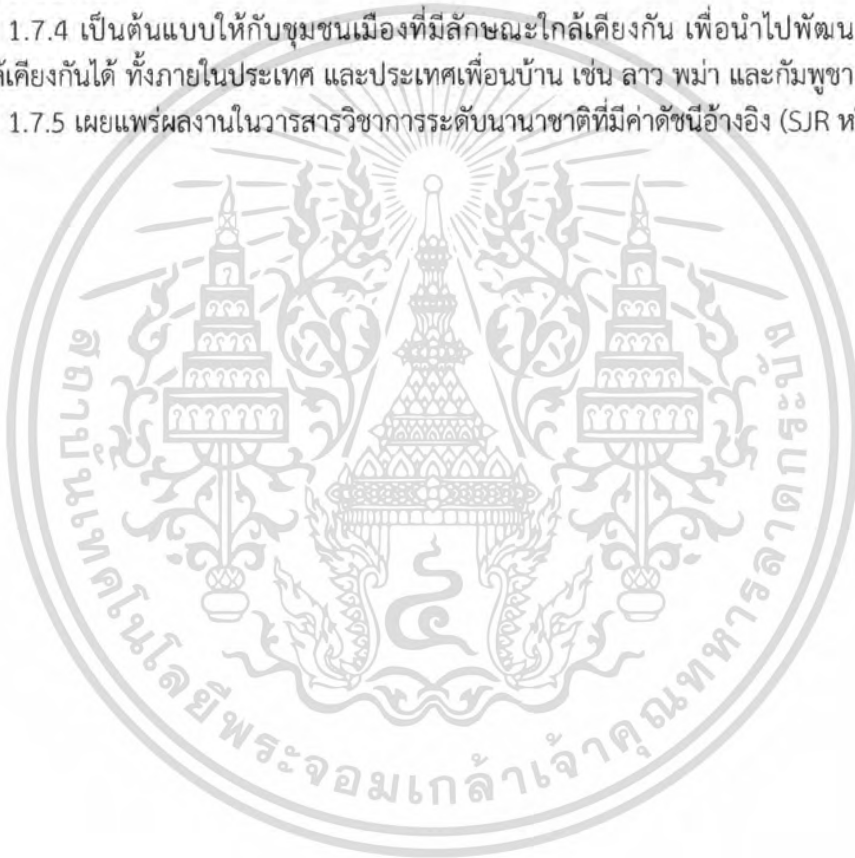 1.7.4 เป็นต้นแบบให้กับชุมชนเมืองที่มีลักษณะใกล้เคียงกัน เพื่อนำไปพัฒน
ล้เคียงกันได้ ทั้งภายในประเทศ และประเทศเพื่อนบ้าน เช่น ลาว พม่า และกัมพูชา
1.7.5 เผยแพร่ผลงานในวารสารวิชาการระดับนานาชาติที่มีค่าดัชนีอ้างอิง (SJR ห
สถาบันเทคโนโลยีพระจอมเกล้าเจ้าคุณทหารลาดกระบัง
๔